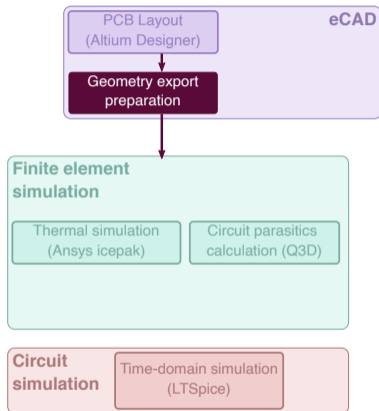 PCB Layout
(Altium Designer)
eCAD
Geometry export
preparation
Finite element
simulation
Thermal simulation
(Ansys icepak)
Circuit parasitics
calculation (Q3D)
Circuit
simulation
Time-domain simulation
(LTSpice)